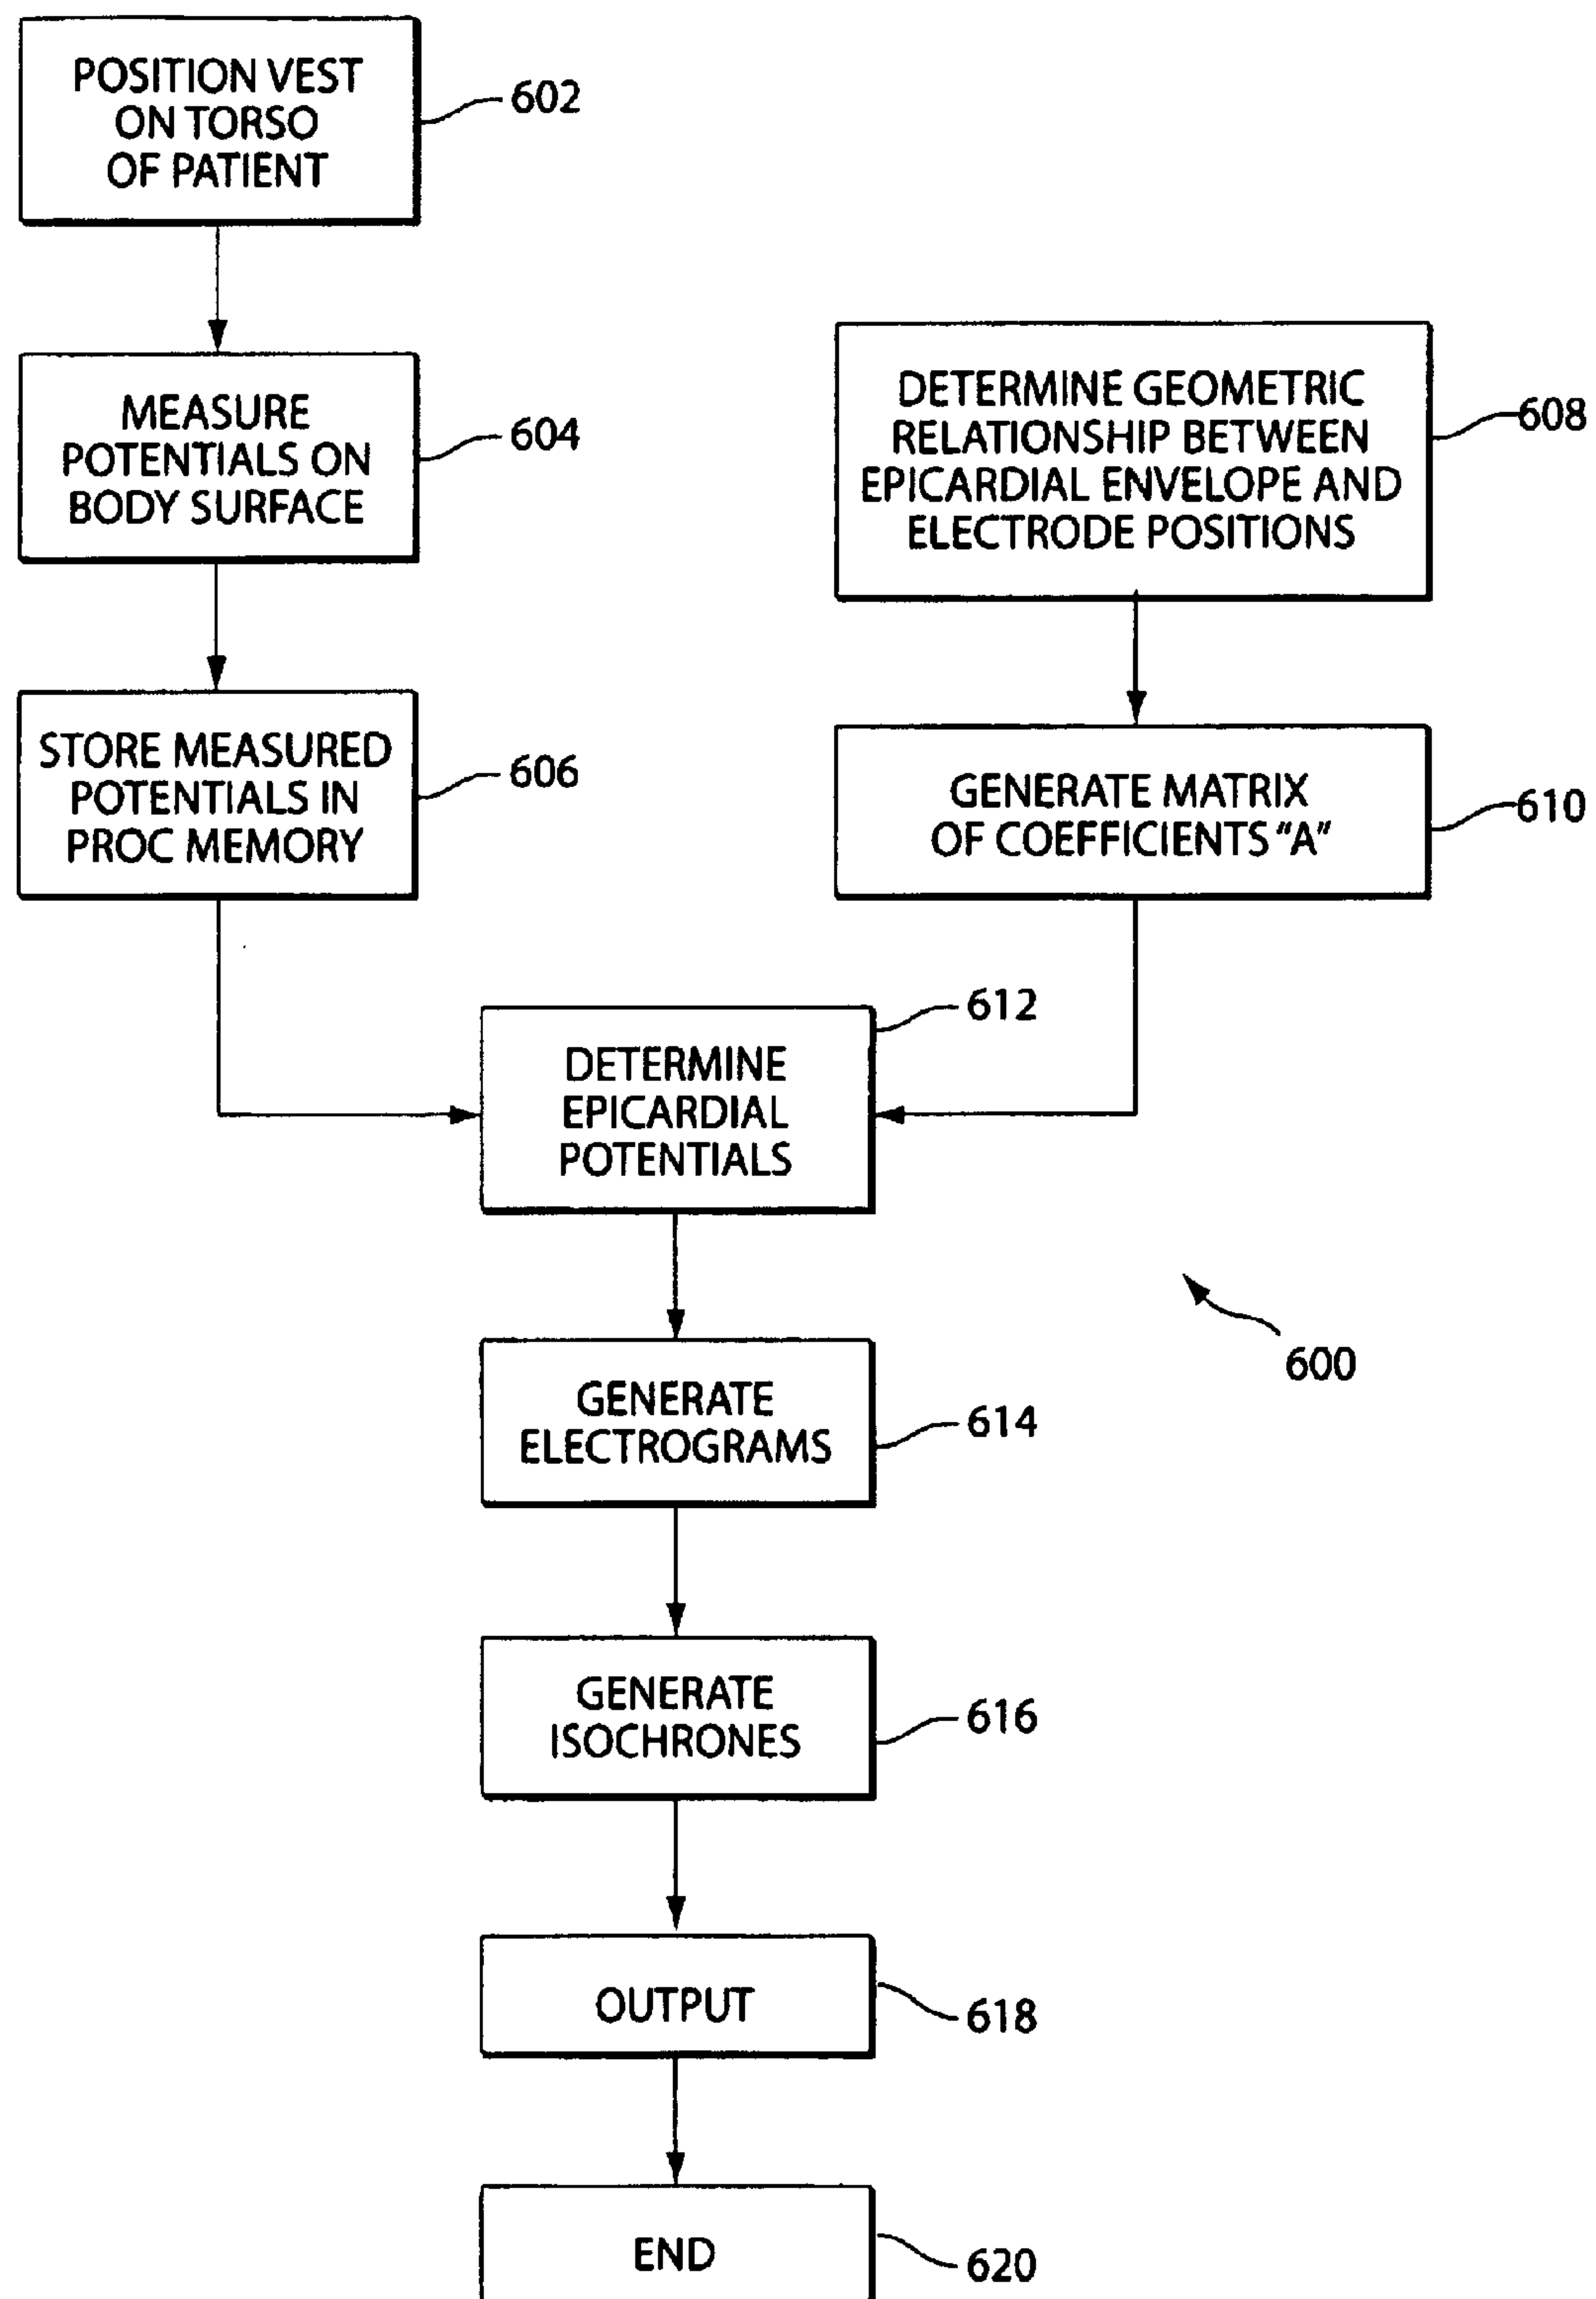 POSITION VEST
ON TORSO
OF PATIENT
602
MEASURE
POTENTIALS ON
BODY SURFACE
604
STORE MEASURED
POTENTIALS IN
PROC MEMORY
606
DETERMINE GEOMETRIC
RELATIONSHIP BETWEEN
EPICARDIAL ENVELOPE AND
ELECTRODE POSITIONS
608
GENERATE MATRIX
OF COEFFICIENTS "A"
610
DETERMINE
EPICARDIAL
POTENTIALS
612
600
GENERATE
ELECTROGRAMS
614
GENERATE
ISOCHRONES
616
OUTPUT
618
END
620